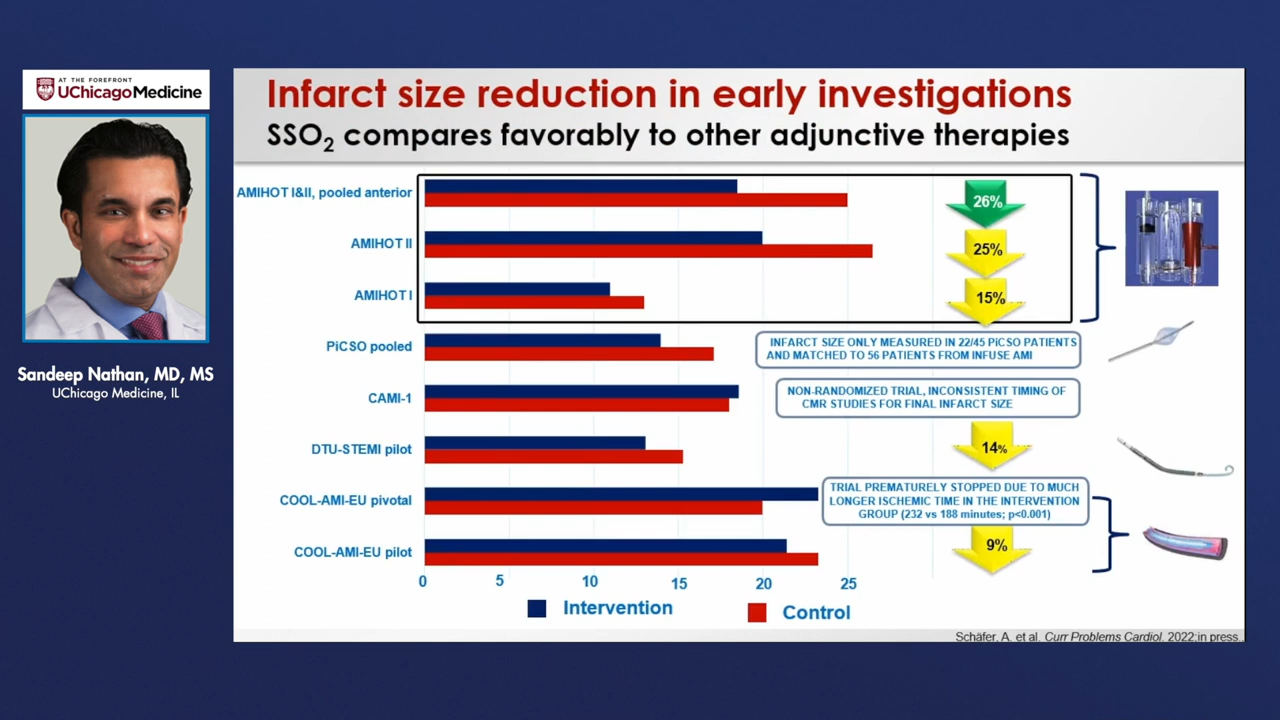 AT THE FOREFRONT
UChicagoMedicine
Sandeep Nathan, MD, MS
UChicago Medicine, IL
Infarct size reduction in early investigations
SSO₂ compares favorably to other adjunctive therapies
AMIHOT I&II, pooled anterior
26%
AMIHOT II
25%
AMIHOT I
15%
PiCSO pooled
INFARCT SIZE ONLY MEASURED IN 22/45 PiCSO PATIENTS
AND MATCHED TO 56 PATIENTS FROM INFUSE AMI
CAMI-1
NON-RANDOMIZED TRIAL, INCONSISTENT TIMING OF
CMR STUDIES FOR FINAL INFARCT SIZE
DTU-STEMI pilot
14%
COOL-AMI-EU pivotal
TRIAL PREMATURELY STOPPED DUE TO MUCH
LONGER ISCHEMIC TIME IN THE INTERVENTION
GROUP (232 vs 188 minutes; p<0.001)
COOL-AMI-EU pilot
9%
0 5 10 15 20 25
Intervention Control
Schäfer, A. et al. Curr Problems Cardiol. 2022;in press.